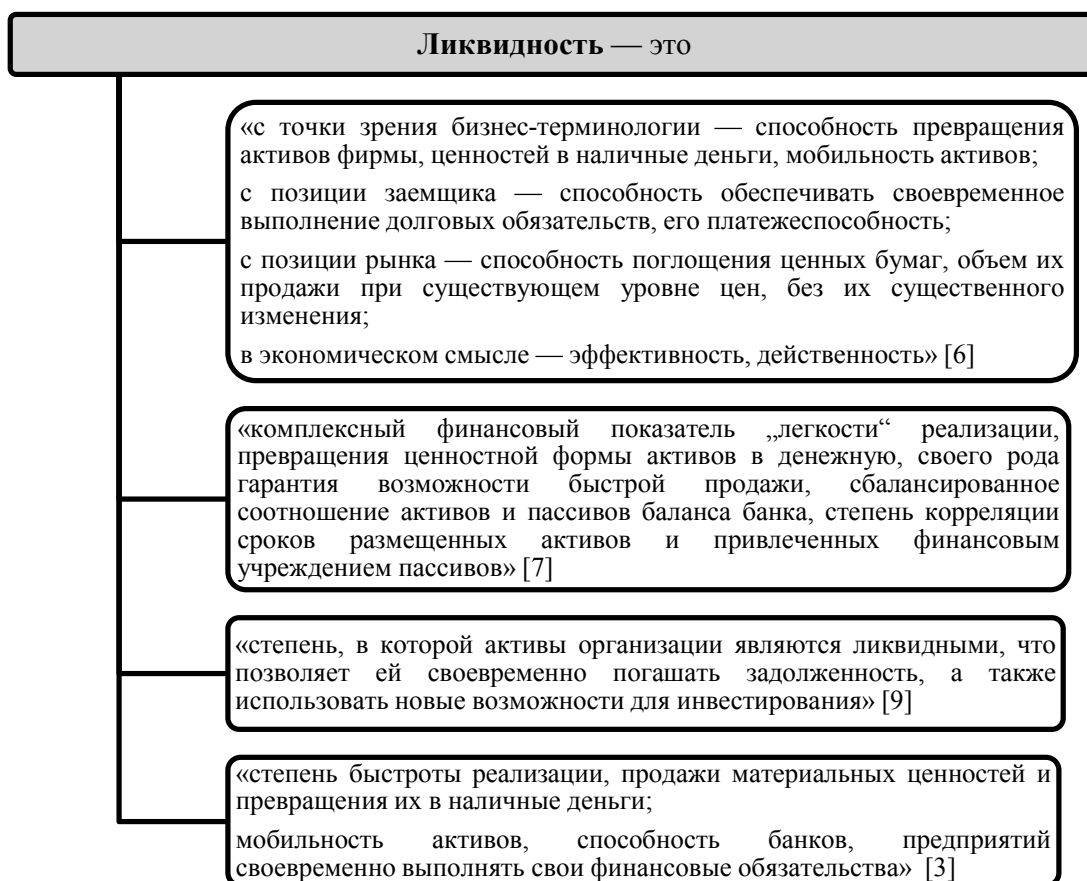 Ликвидность — это
«с точки зрения бизнес-терминологии — способность превращения
активов фирмы, ценностей в наличные деньги, мобильность активов;
с позиции заемщика — способность обеспечивать своевременное
выполнение долговых обязательств, его платежеспособность;
с позиции рынка — способность поглощения ценных бумаг, объем их
продажи при существующем уровне цен, без их существенного
изменения;
в экономическом смысле — эффективность, действенность» [6]
«комплексный финансовый показатель „легкости“ реализации,
превращения ценностной формы активов в денежную, своего рода
гарантия возможности быстрой продажи, сбалансированное
соотношение активов и пассивов баланса банка, степень корреляции
сроков размещенных активов и привлеченных финансовым
учреждением пассивов» [7]
«степень, в которой активы организации являются ликвидными, что
позволяет ей своевременно погашать задолженность, а также
использовать новые возможности для инвестирования» [9]
«степень быстроты реализации, продажи материальных ценностей и
превращения их в наличные деньги;
мобильность активов, способность банков, предприятий
своевременно выполнять свои финансовые обязательства» [3]